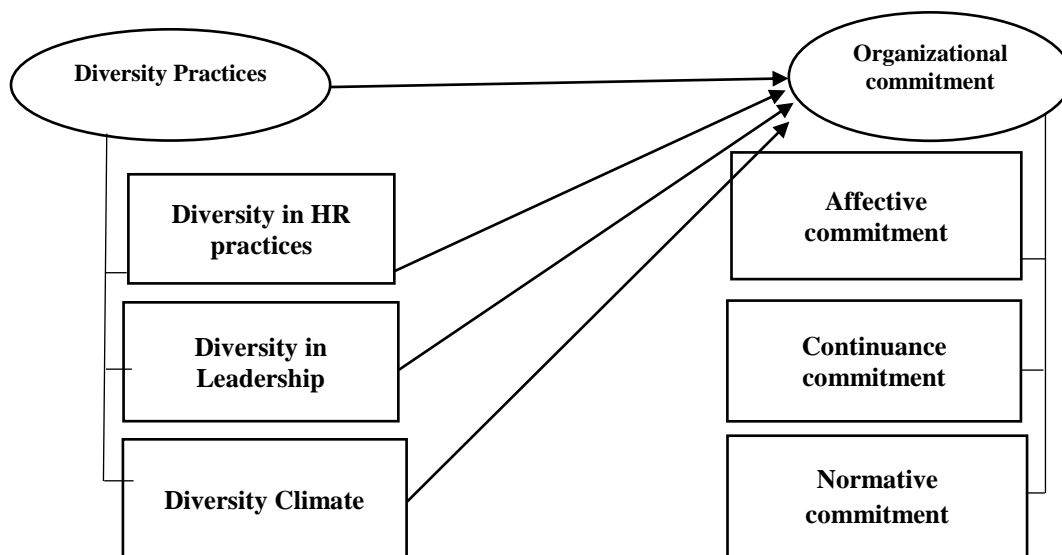 Diversity Practices
Organizational
commitment
Diversity in HR
practices
Affective
commitment
Diversity in
Leadership
Continuance
commitment
Diversity Climate
Normative
commitment